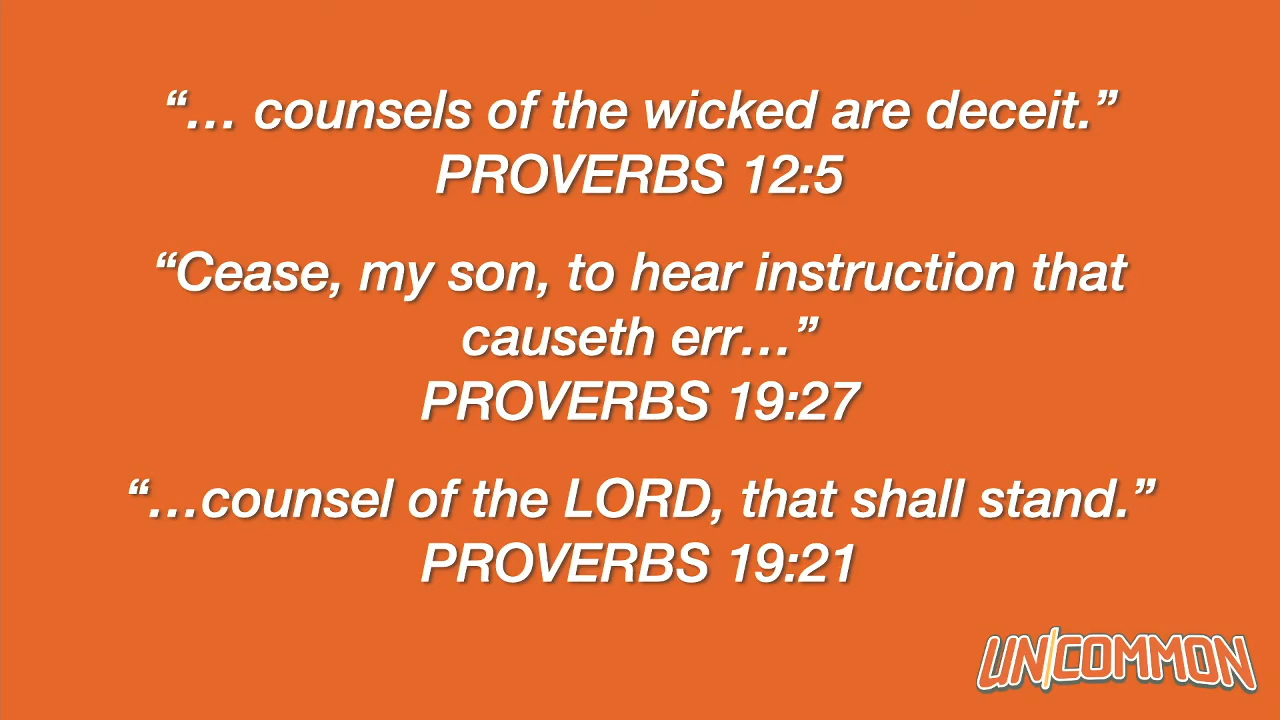 “… counsels of the wicked are deceit.”
PROVERBS 12:5
“Cease, my son, to hear instruction that
causeth err…”
PROVERBS 19:27
“…counsel of the LORD, that shall stand.”
PROVERBS 19:21
UN/COMMON